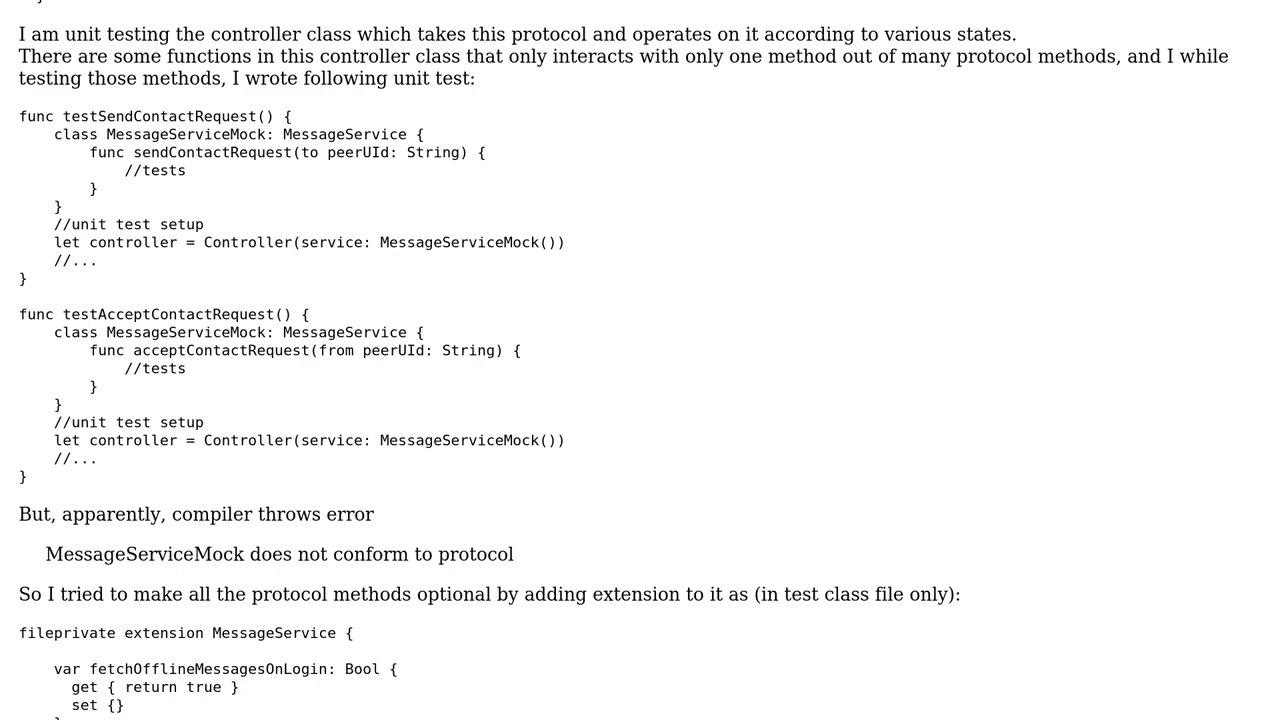 I am unit testing the controller class which takes this protocol and operates on it according to various states.
There are some functions in this controller class that only interacts with only one method out of many protocol methods, and I while
testing those methods, I wrote following unit test:
func testSendContactRequest() {
    class MessageServiceMock: MessageService {
        func sendContactRequest(to peerUId: String) {
            //tests
        }
    }
    //unit test setup
    let controller = Controller(service: MessageServiceMock())
    //...
}
func testAcceptContactRequest() {
    class MessageServiceMock: MessageService {
        func acceptContactRequest(from peerUId: String) {
            //tests
        }
    }
    //unit test setup
    let controller = Controller(service: MessageServiceMock())
    //...
}
But, apparently, compiler throws error
MessageServiceMock does not conform to protocol
So I tried to make all the protocol methods optional by adding extension to it as (in test class file only):
fileprivate extension MessageService {
    var fetchOfflineMessagesOnLogin: Bool {
      get { return true }
      set {}